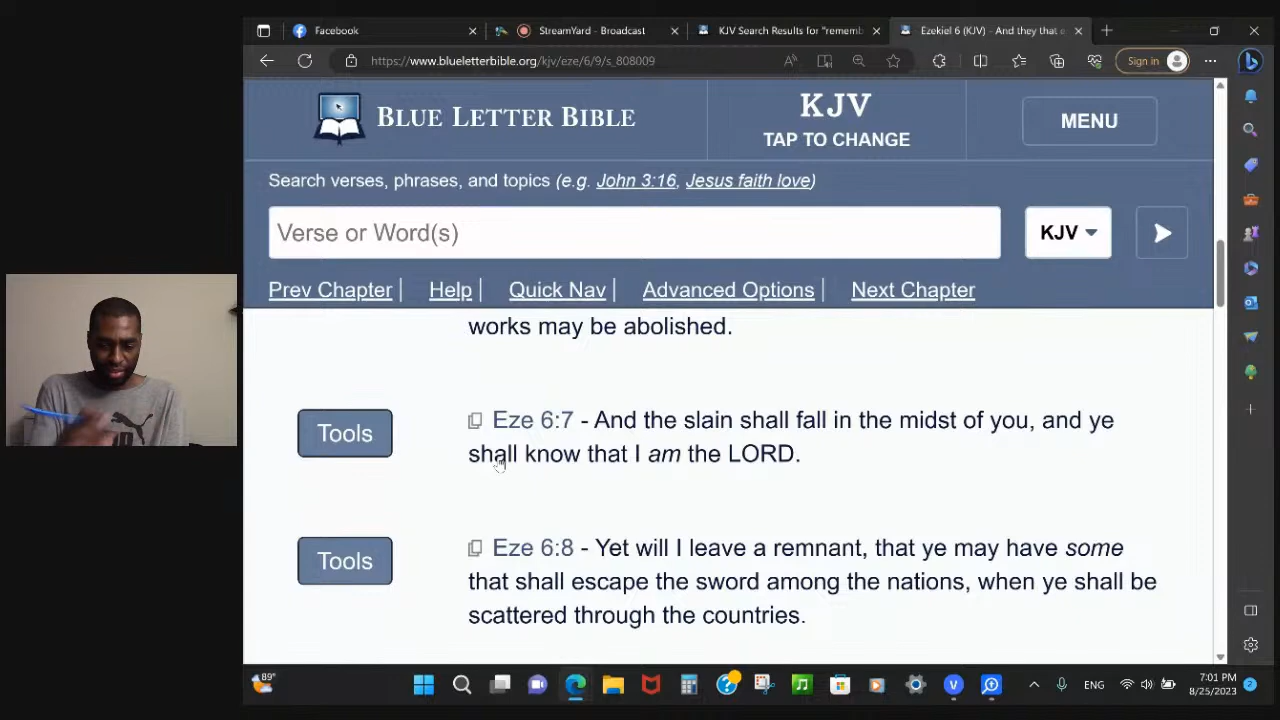 Facebook
StreamYard - Broadcast
KJV Search Results for "rememb
Ezekiel 6 (KJV) - And they that e
https://www.blueletterbible.org/kjv/eze/6/9/s_808009
Sign in
BLUE LETTER BIBLE
KJV
TAP TO CHANGE
MENU
Search verses, phrases, and topics (e.g. John 3:16, Jesus faith love)
Verse or Word(s)
KJV
Prev Chapter | Help | Quick Nav | Advanced Options | Next Chapter
works may be abolished.
Tools
Eze 6:7 - And the slain shall fall in the midst of you, and ye
shall know that I am the LORD.
Tools
Eze 6:8 - Yet will I leave a remnant, that ye may have some
that shall escape the sword among the nations, when ye shall be
scattered through the countries.
89°
ENG
7:01 PM
8/25/2023
2